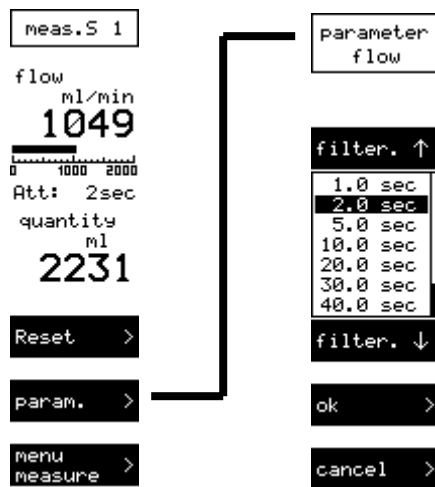 meas.S 1
flow
ml/min
1049
0 1000 2000
Att: 2sec
quantity
ml
2231
Reset >
param. >
menu
measure >
parameter
flow
filter. ↑
1.0 sec
2.0 sec
5.0 sec
10.0 sec
20.0 sec
30.0 sec
40.0 sec
filter. ↓
ok >
cancel >